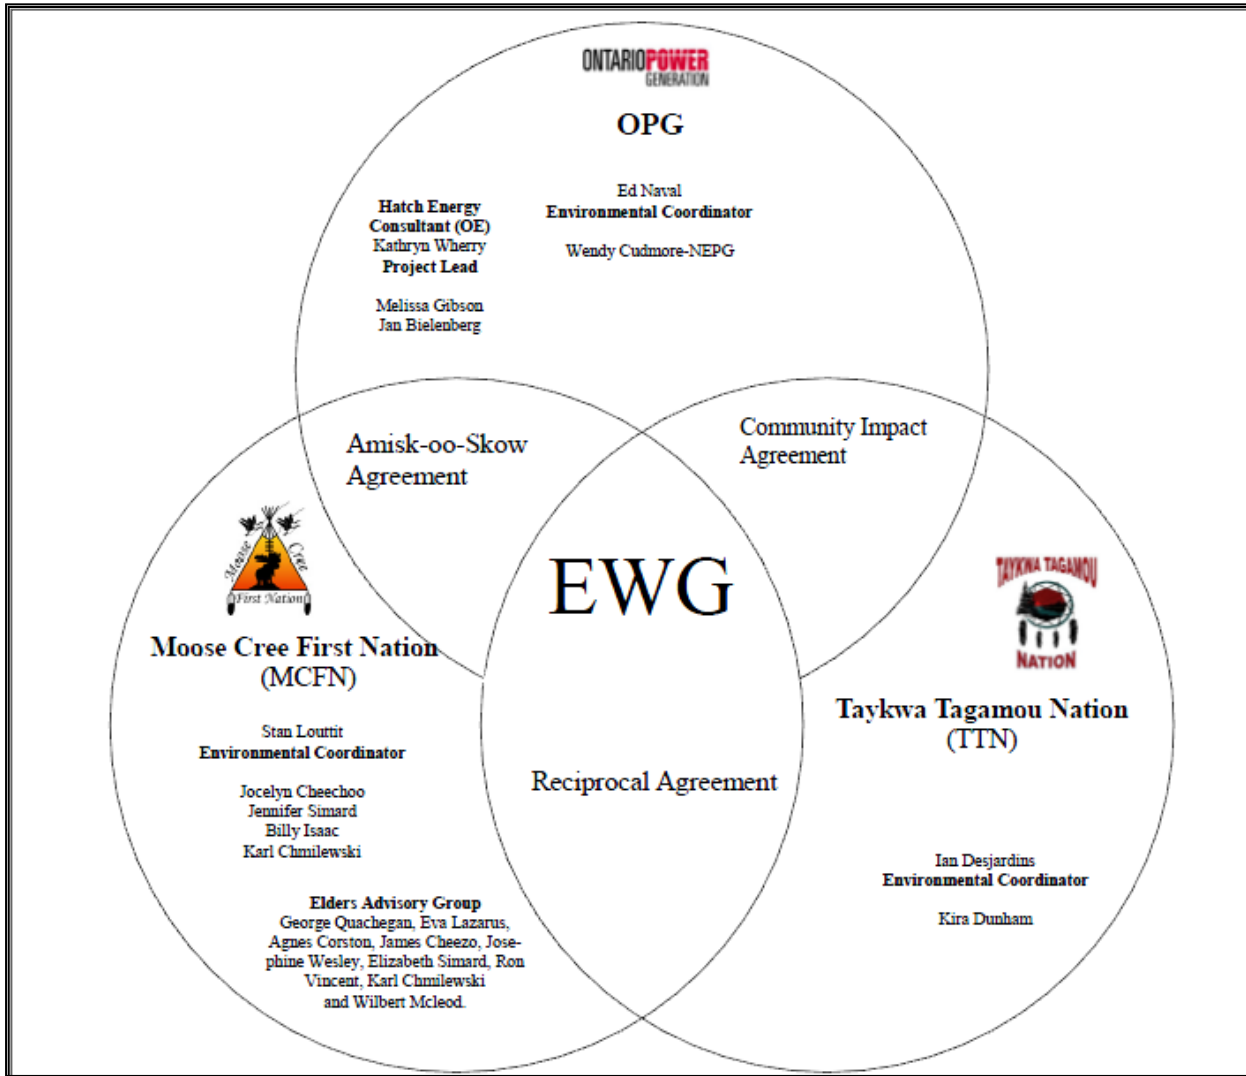 ONTARIOPOWER
GENERATION
OPG
Ed Naval
Environmental Coordinator
Wendy Cudmore-NEPG
Hatch Energy
Consultant (OE)
Kathryn Wherry
Project Lead
Melissa Gibson
Jan Bielenberg
Amisk-oo-Skow
Agreement
Community Impact
Agreement
EWG
Reciprocal Agreement
Moose Cree
First Nation
Moose Cree First Nation
(MCFN)
Stan Louttit
Environmental Coordinator
Jocelyn Cheechoo
Jennifer Simard
Billy Isaac
Karl Chmilewski
Elders Advisory Group
George Quachegan, Eva Lazarus,
Agnes Corston, James Cheezo, Jose-
phine Wesley, Elizabeth Simard, Ron
Vincent, Karl Chmilewski
and Wilbert Mcleod.
TAYKWA TAGAMOU
NATION
Taykwa Tagamou Nation
(TTN)
Ian Desjardins
Environmental Coordinator
Kira Dunham